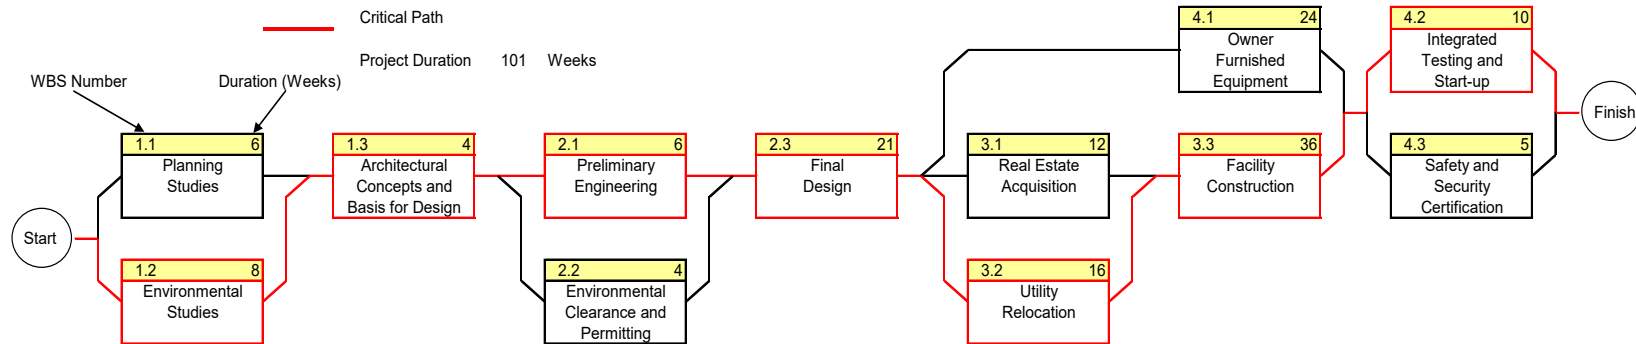 Critical Path
Project Duration 101 Weeks
WBS Number
Duration (Weeks)
Start
1.1 6
Planning
Studies
1.2 8
Environmental
Studies
1.3 4
Architectural
Concepts and
Basis for Design
2.1 6
Preliminary
Engineering
2.2 4
Environmental
Clearance and
Permitting
2.3 21
Final
Design
3.1 12
Real Estate
Acquisition
3.2 16
Utility
Relocation
4.1 24
Owner
Furnished
Equipment
3.3 36
Facility
Construction
4.2 10
Integrated
Testing and
Start-up
4.3 5
Safety and
Security
Certification
Finish